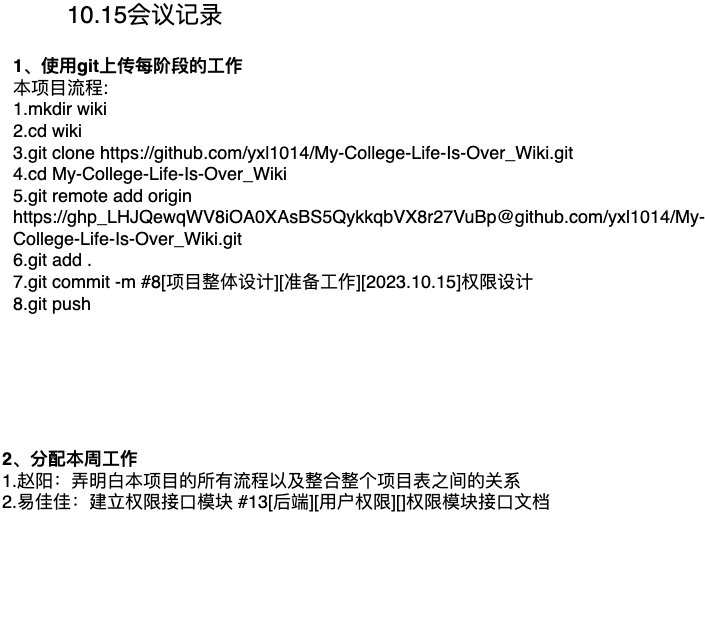 10.15会议记录
1、使用git上传每阶段的工作
本项目流程:
1.mkdir wiki
2.cd wiki
3.git clone https://github.com/yxl1014/My-College-Life-Is-Over_Wiki.git
4.cd My-College-Life-Is-Over_Wiki
5.git remote add origin
https://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@github.com/yxl1014/My-
College-Life-Is-Over_Wiki.git
6.git add .
7.git commit -m #8[项目整体设计][准备工作][2023.10.15]权限设计
8.git push
2、分配本周工作
1.赵阳：弄明白本项目的所有流程以及整合整个项目表之间的关系
2.易佳佳：建立权限接口模块 #13[后端][用户权限][]权限模块接口文档